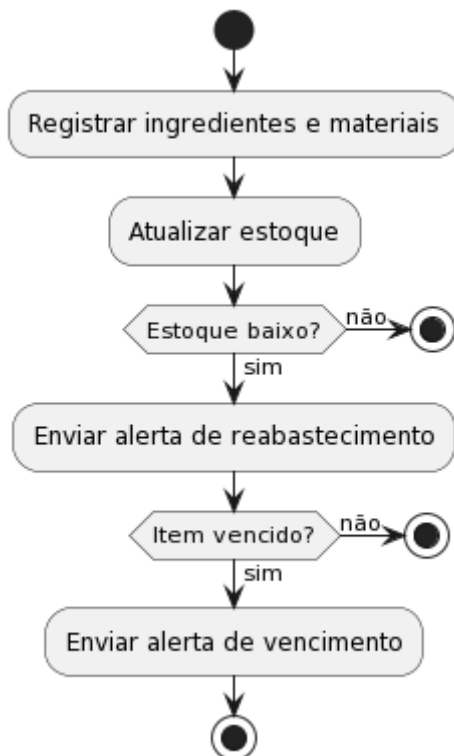 Registrar ingredientes e materiais
Atualizar estoque
Estoque baixo?
não
sim
Enviar alerta de reabastecimento
Item vencido?
não
sim
Enviar alerta de vencimento